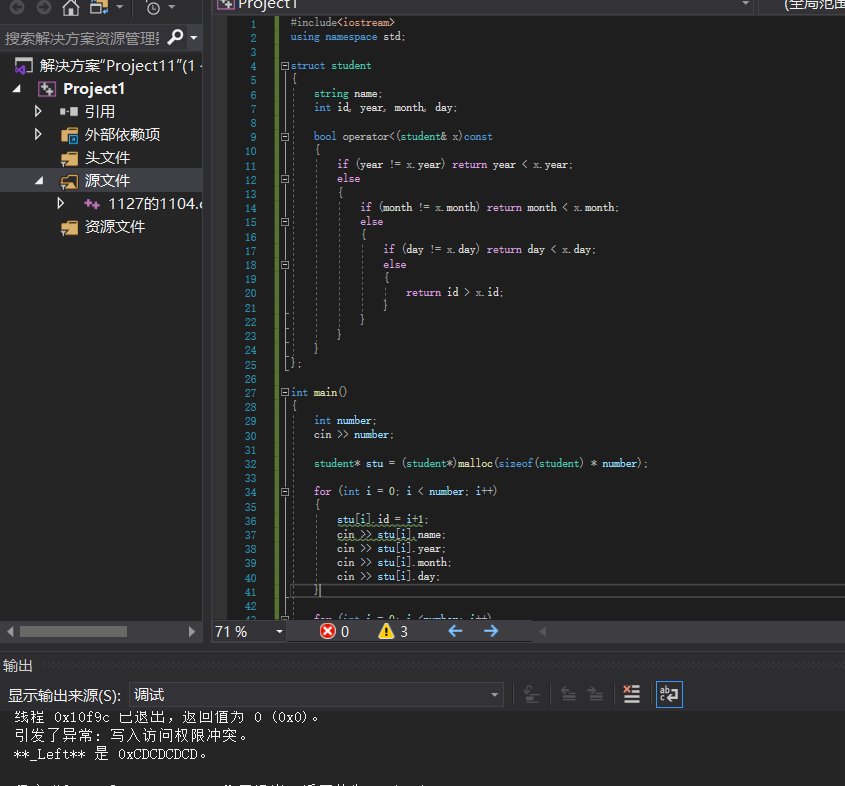 Project1
(全局范围
搜索解决方案资源管理器
解决方案"Project11"(1
Project1
引用
外部依赖项
头文件
源文件
1127的1104.c
资源文件
1 #include<iostream>
2 using namespace std;
3
4 struct student
5 {
6 string name;
7 int id, year, month, day;
8
9 bool operator<(student& x)const
10 {
11 if (year != x.year) return year < x.year;
12 else
13 {
14 if (month != x.month) return month < x.month;
15 else
16 {
17 if (day != x.day) return day < x.day;
18 else
19 {
20 return id > x.id;
21 }
22 }
23 }
24 }
25 };
26
27 int main()
28 {
29 int number;
30 cin >> number;
31
32 student* stu = (student*)malloc(sizeof(student) * number);
33
34 for (int i = 0; i < number; i++)
35 {
36 stu[i].id = i+1;
37 cin >> stu[i].name;
38 cin >> stu[i].year;
39 cin >> stu[i].month;
40 cin >> stu[i].day;
41 }
42
43 for (int i = 0; i <number; i++)
71 % 0 3
输出
显示输出来源(S): 调试
线程 0x10f9c 已退出，返回值为 0 (0x0)。
引发了异常: 写入访问权限冲突。
**_Left** 是 0xCDCDCDCD。